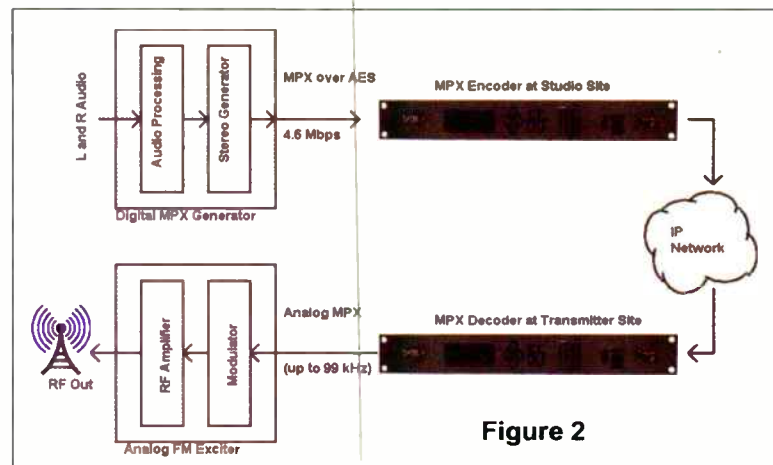 L and R Audio
Audio Processing
Stereo Generator
Digital MPX Generator
MPX over AES
4.6 Mbps
MPX Encoder at Studio Site
IP
Network
MPX Decoder at Transmitter Site
Analog MPX
(up to 99 kHz)
Modulator
RF Amplifier
Analog FM Exciter
RF Out
Figure 2